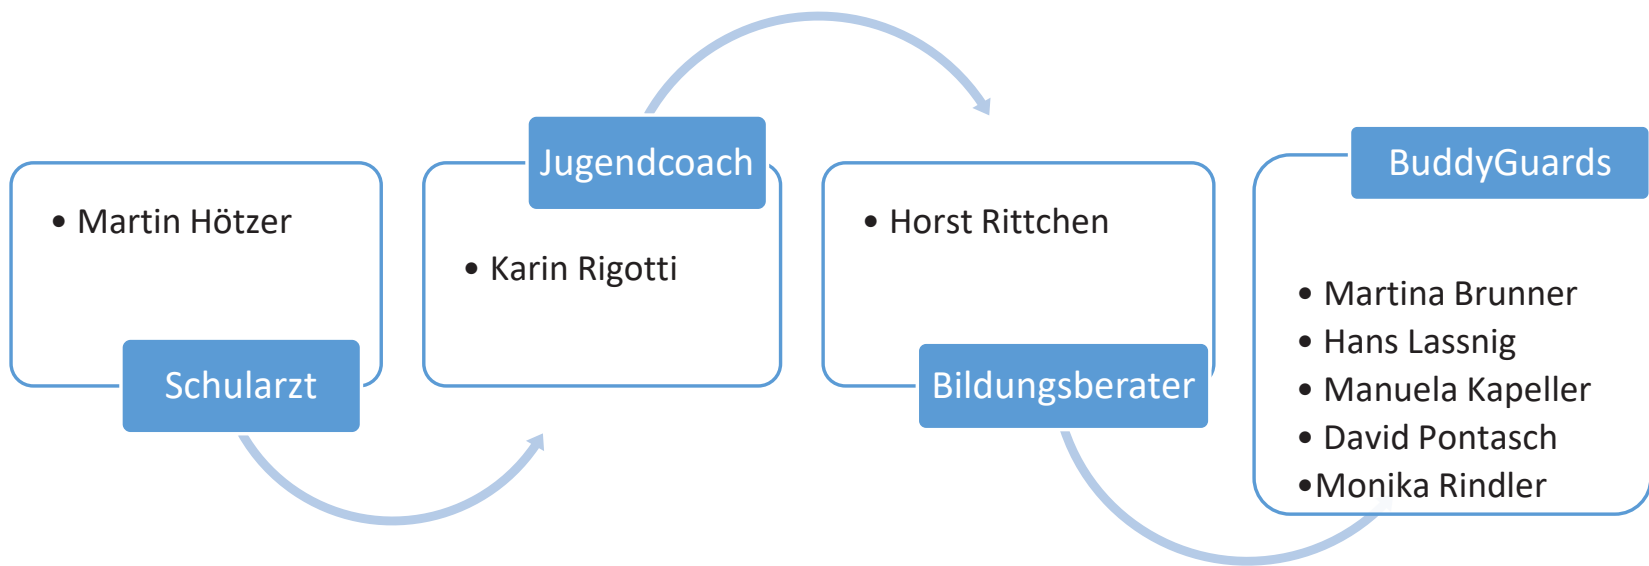 • Martin Hötzer
Schularzt
Jugendcoach
• Karin Rigotti
• Horst Rittchen
Bildungsberater
BuddyGuards
• Martina Brunner
• Hans Lassnig
• Manuela Kapeller
• David Pontasch
•Monika Rindler